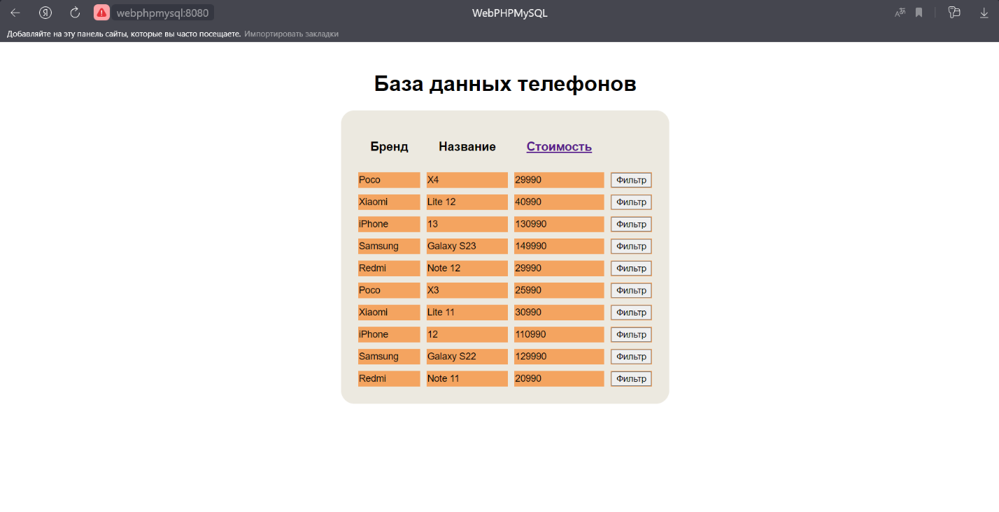 webphpmysql:8080 WebPHPMySQL
Добавляйте на эту панель сайты, которые вы часто посещаете. Импортировать закладки
База данных телефонов
Бренд Название Стоимость
Poco X4 29990 Фильтр
Xiaomi Lite 12 40990 Фильтр
iPhone 13 130990 Фильтр
Samsung Galaxy S23 149990 Фильтр
Redmi Note 12 29990 Фильтр
Poco X3 25990 Фильтр
Xiaomi Lite 11 30990 Фильтр
iPhone 12 110990 Фильтр
Samsung Galaxy S22 129990 Фильтр
Redmi Note 11 20990 Фильтр